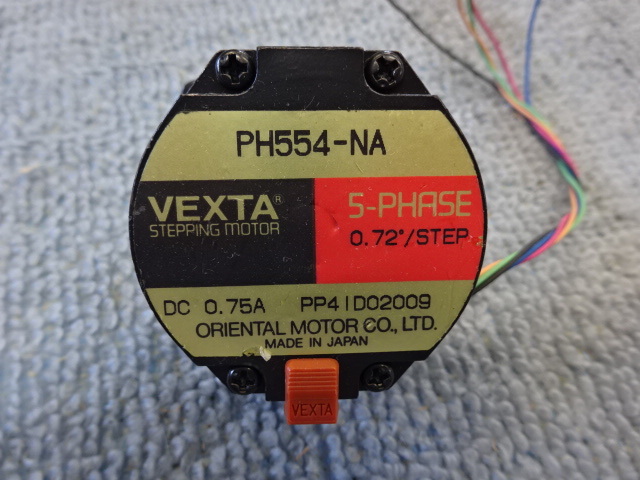 PH554-NA
VEXTA®
STEPPING MOTOR
5-PHASE
0.72°/STEP
DC 0.75A PP41D02009
ORIENTAL MOTOR CO., LTD.
MADE IN JAPAN
VEXTA